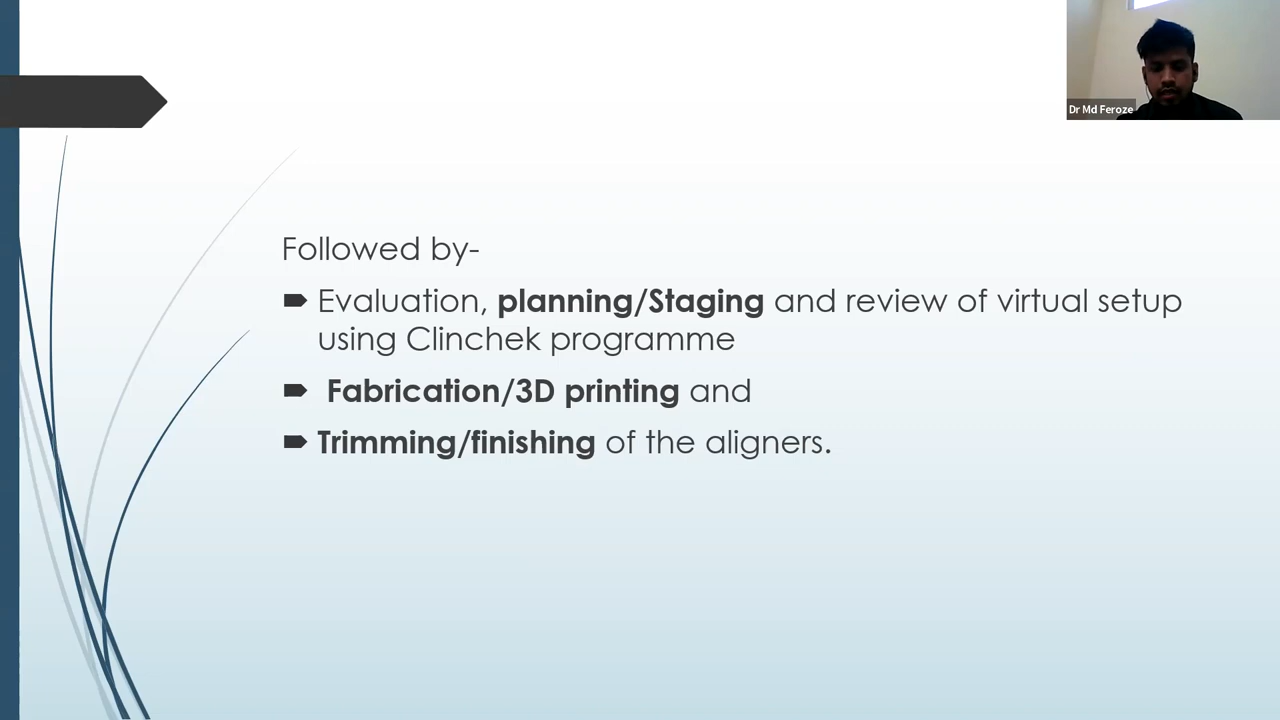 Dr Md Feroze
Followed by-
Evaluation, planning/Staging and review of virtual setup
using Clinchek programme
Fabrication/3D printing and
Trimming/finishing of the aligners.